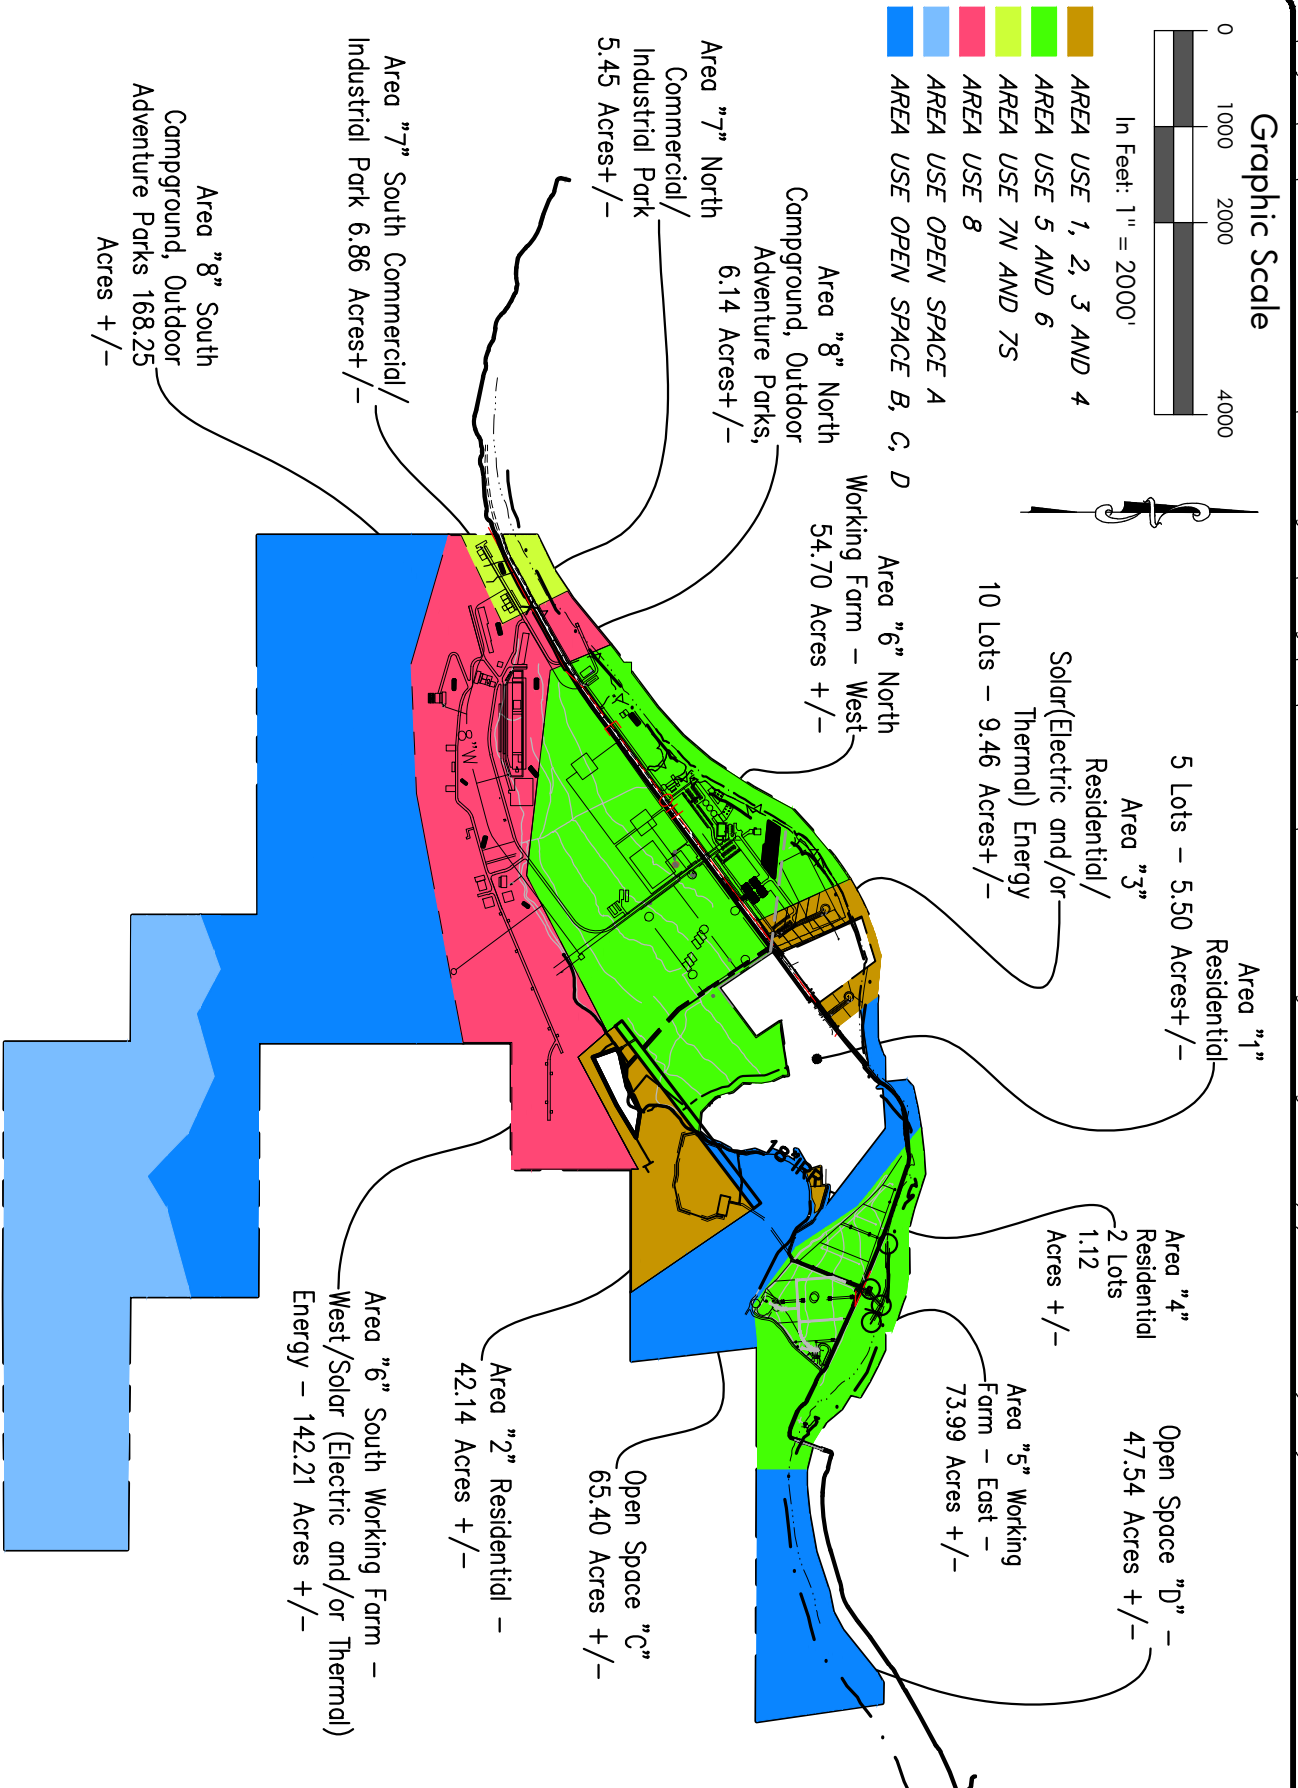 Graphic Scale
0
1000
2000
4000
In Feet: 1" = 2000'
AREA USE 1, 2, 3 AND 4
AREA USE 5 AND 6
AREA USE 7N AND 7S
AREA USE 8
AREA USE OPEN SPACE A
AREA USE OPEN SPACE B, C, D
Area "1"
Residential
5 Lots - 5.50 Acres+/-
Area "3"
Residential/
Solar(Electric and/or
Thermal) Energy
10 Lots - 9.46 Acres+/-
Area "6" North
Working Farm - West
54.70 Acres +/-
Area "8" North
Campground, Outdoor
Adventure Parks,
6.14 Acres+/-
Area "7" North
Commercial/
Industrial Park
5.45 Acres+/-
Area "7" South Commercial/
Industrial Park 6.86 Acres+/-
Area "8" South
Campground, Outdoor
Adventure Parks 168.25
Acres +/-
Open Space "D" -
47.54 Acres +/-
Area "4"
Residential
2 Lots
1.12
Acres +/-
Area "5" Working
Farm - East -
73.99 Acres +/-
Open Space "C"
65.40 Acres +/-
Area "2" Residential -
42.14 Acres +/-
Area "6" South Working Farm -
West/Solar (Electric and/or Thermal)
Energy - 142.21 Acres +/-
8"W
18"IRR